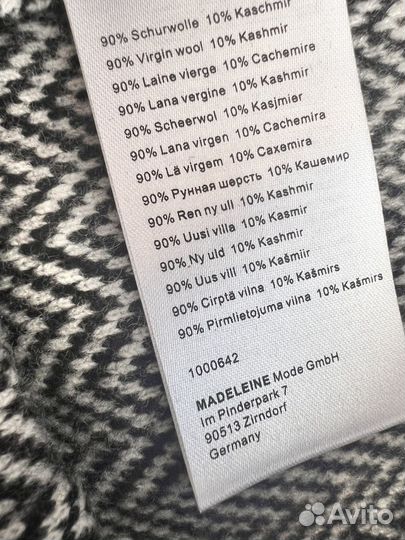 90% Schurwolle 10% Kaschmir
90% Virgin wool 10% Kashmir
90% Laine vierge 10% Cachemire
90% Lana vergine 10% Kashmir
90% Scheerwol 10% Kasjmier
90% Lana virgen 10% Cachemira
90% Lã virgem 10% Caxemira
90% Рунная шерсть 10% Кашемир
90% Ren ny ull 10% Kashmir
90% Uusi villa 10% Kasmir
90% Ny uld 10% Kashmir
90% Uus vill 10% Kašmiir
90% Cirptā vilna 10% Kašmirs
90% Pirmlietojuma vilna 10% Kašmirs
1000642
MADELEINE Mode GmbH
Im Pinderpark 7
90513 Zirndorf
Germany
Avito